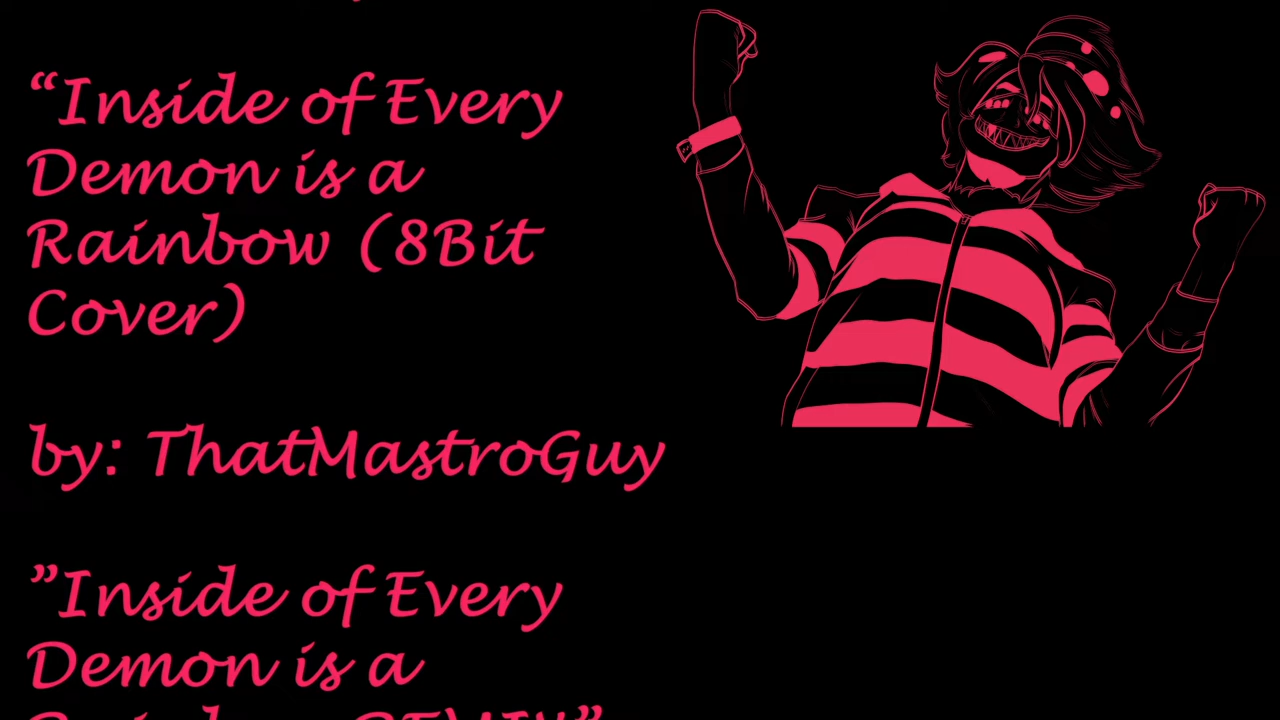 “Inside of Every
Demon is a
Rainbow (8Bit
Cover)
by: ThatMastroGuy
”Inside of Every
Demon is a